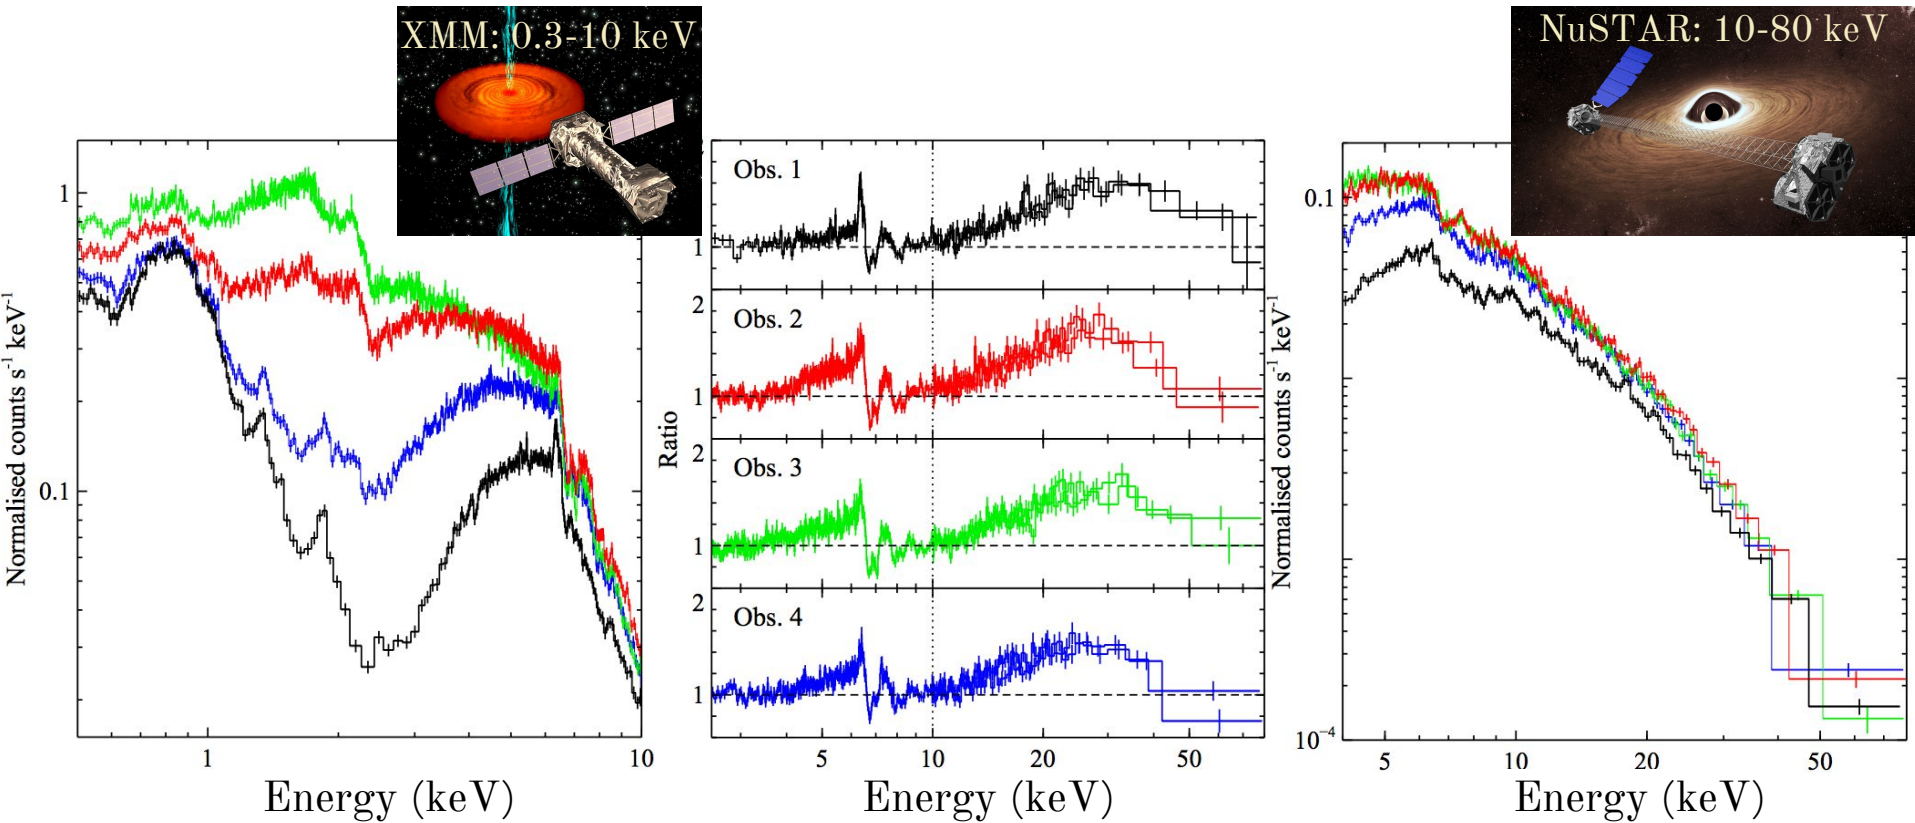 XMM: 0.3-10 keV
NuSTAR: 10-80 keV
Normalised counts s⁻¹ keV⁻¹
1
0.1
1
10
Energy (keV)
Ratio
Obs. 1
1
Obs. 2
2
1
Obs. 3
2
1
Obs. 4
2
1
5
10
20
50
Energy (keV)
Normalised counts s⁻¹ keV⁻¹
0.1
10⁻⁴
5
10
20
50
Energy (keV)